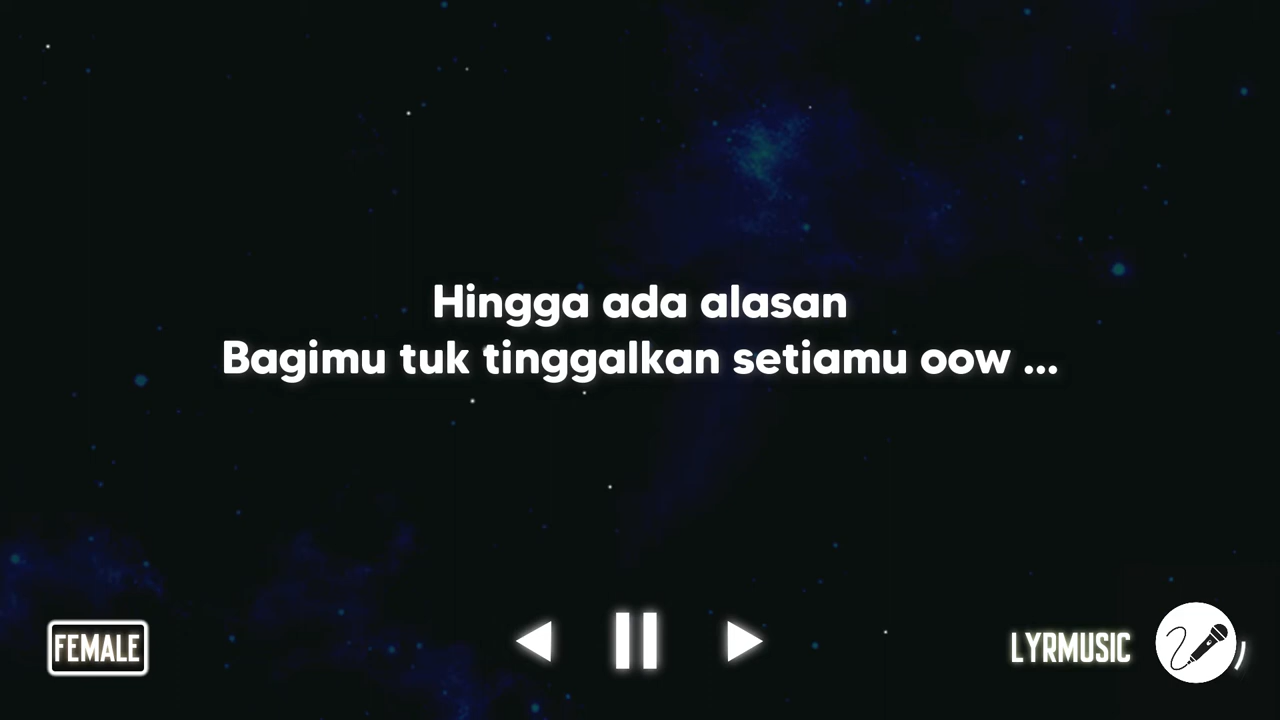 Hingga ada alasan
Bagimu tuk tinggalkan setiamu oow ...
FEMALE
LYRMUSIC